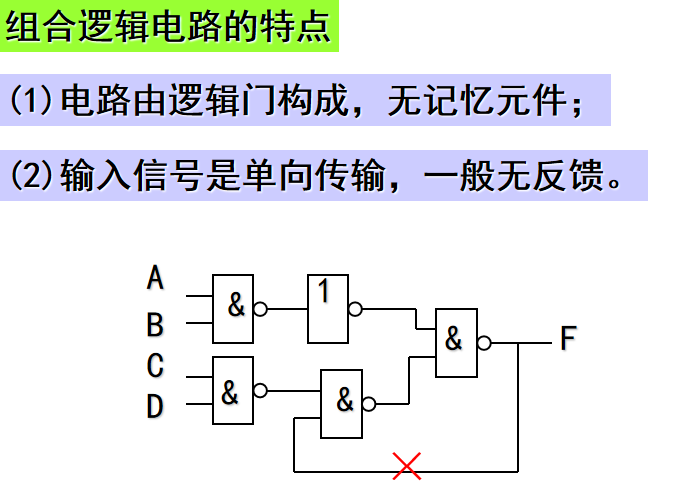 组合逻辑电路的特点
(1)电路由逻辑门构成，无记忆元件；
(2)输入信号是单向传输，一般无反馈。
A
B
C
D
&
1
&
&
&
F